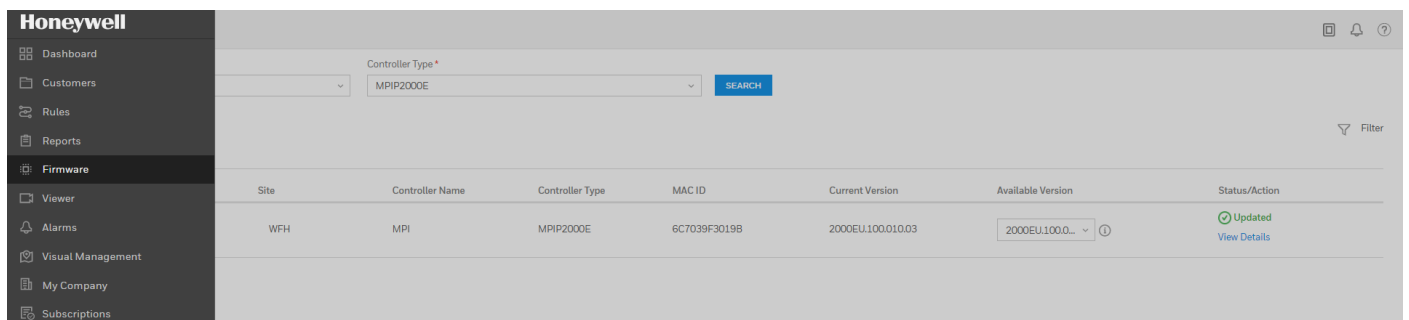 Honeywell
Dashboard
Customers
Rules
Reports
Firmware
Viewer
Alarms
Visual Management
My Company
Subscriptions
Controller Type *
MPIP2000E
SEARCH
Filter
Site Controller Name Controller Type MAC ID Current Version Available Version Status/Action
WFH MPI MPIP2000E 6C7039F3019B 2000EU.100.010.03 2000EU.100.0... Updated
View Details